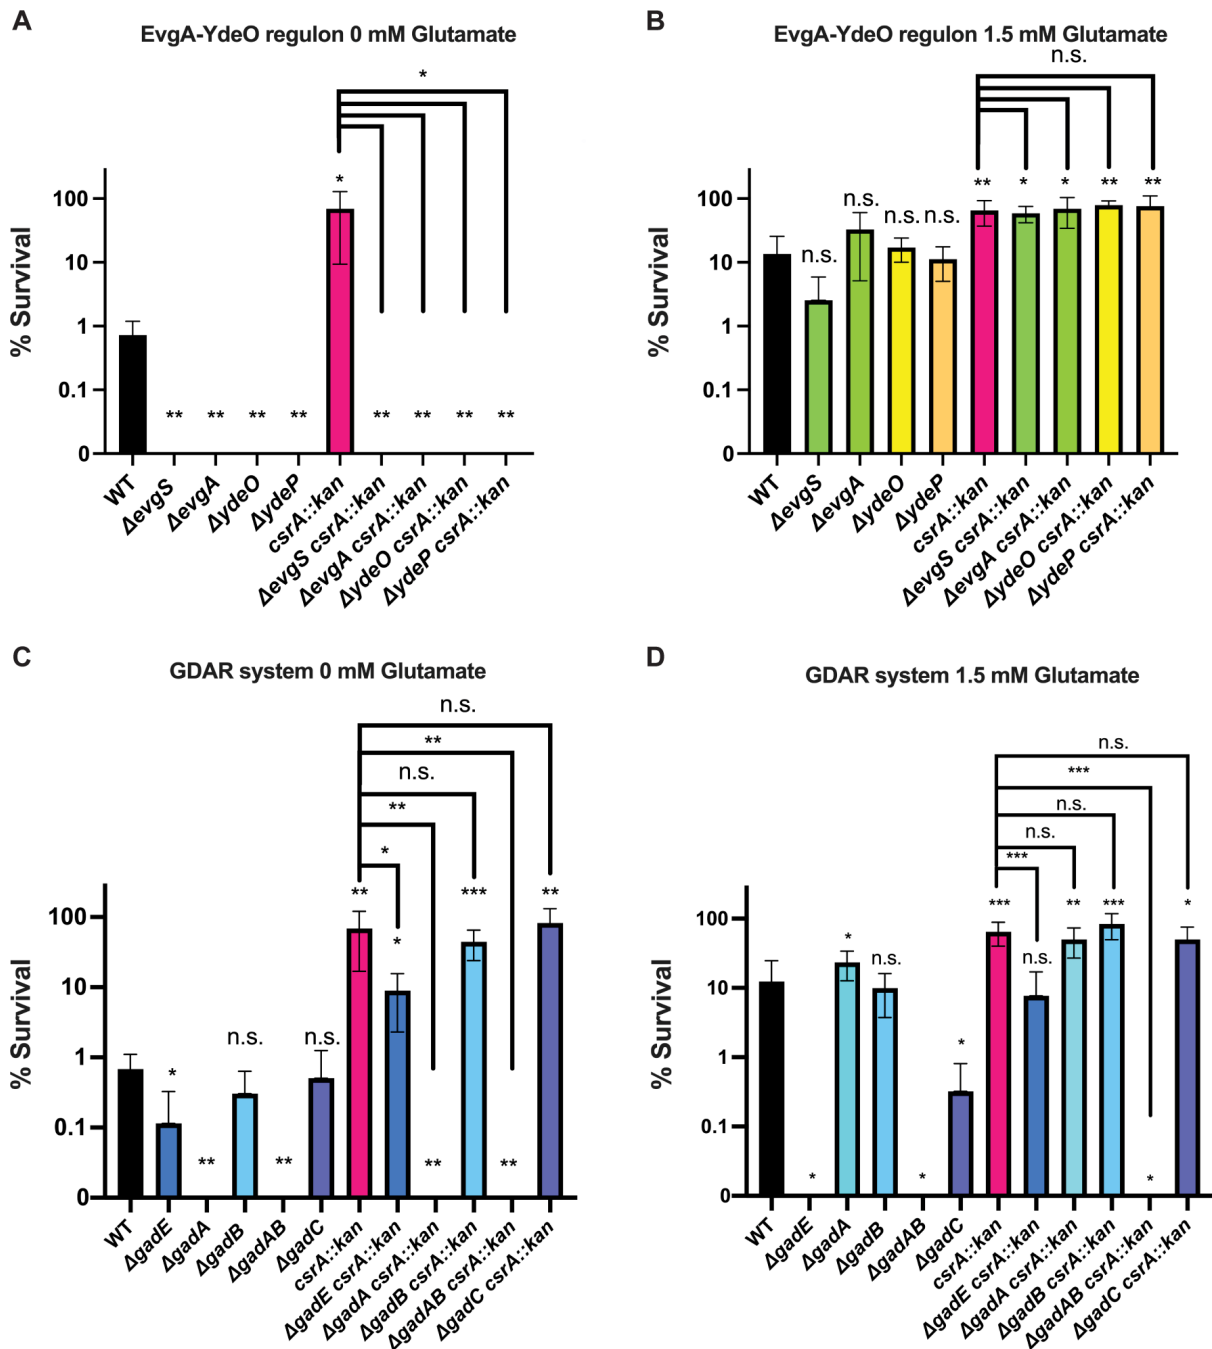 A
EvgA-YdeO regulon 0 mM Glutamate
*
*
% Survival
100
10
1
0.1
0
** ** ** ** ** ** ** **
WT
ΔevgS
ΔevgA
ΔydeO
ΔydeP
csrA::kan
ΔevgS csrA::kan
ΔevgA csrA::kan
ΔydeO csrA::kan
ΔydeP csrA::kan
B
EvgA-YdeO regulon 1.5 mM Glutamate
n.s.
% Survival
100
10
1
0.1
0
n.s. n.s. n.s. n.s. ** * * ** **
WT
ΔevgS
ΔevgA
ΔydeO
ΔydeP
csrA::kan
ΔevgS csrA::kan
ΔevgA csrA::kan
ΔydeO csrA::kan
ΔydeP csrA::kan
C
GDAR system 0 mM Glutamate
n.s.
**
n.s.
**
*
% Survival
100
10
1
0.1
0
* ** n.s. ** n.s. ** * ** *** ** **
WT
ΔgadE
ΔgadA
ΔgadB
ΔgadAB
ΔgadC
csrA::kan
ΔgadE csrA::kan
ΔgadA csrA::kan
ΔgadB csrA::kan
ΔgadAB csrA::kan
ΔgadC csrA::kan
D
GDAR system 1.5 mM Glutamate
n.s.
***
n.s.
n.s.
***
% Survival
100
10
1
0.1
0
* * n.s. * * *** n.s. ** *** * *
WT
ΔgadE
ΔgadA
ΔgadB
ΔgadAB
ΔgadC
csrA::kan
ΔgadE csrA::kan
ΔgadA csrA::kan
ΔgadB csrA::kan
ΔgadAB csrA::kan
ΔgadC csrA::kan